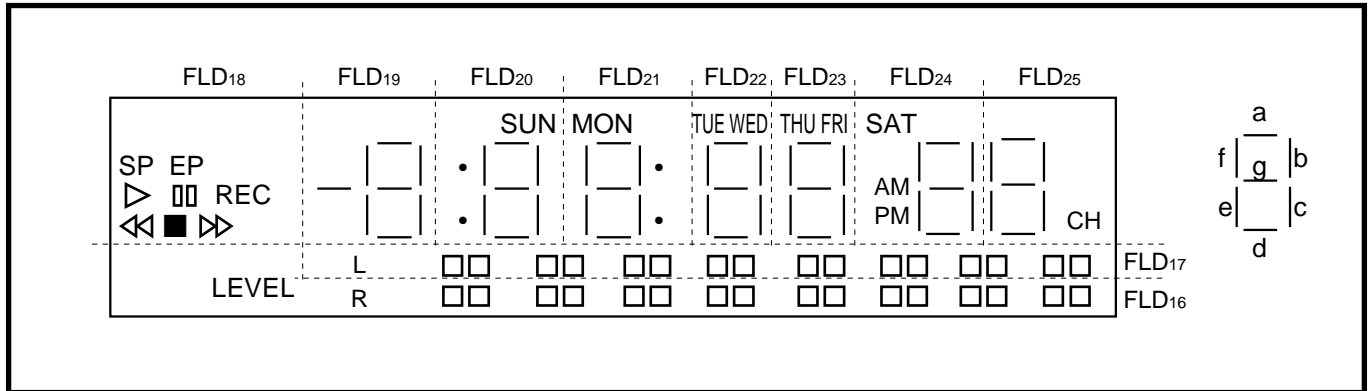 FLD18 FLD19 FLD20 FLD21 FLD22 FLD23 FLD24 FLD25
SUN MON TUE WED THU FRI SAT
a
SP EP
f g b
REC
AM
PM
CH
e c
d
L FLD17
LEVEL
R FLD16